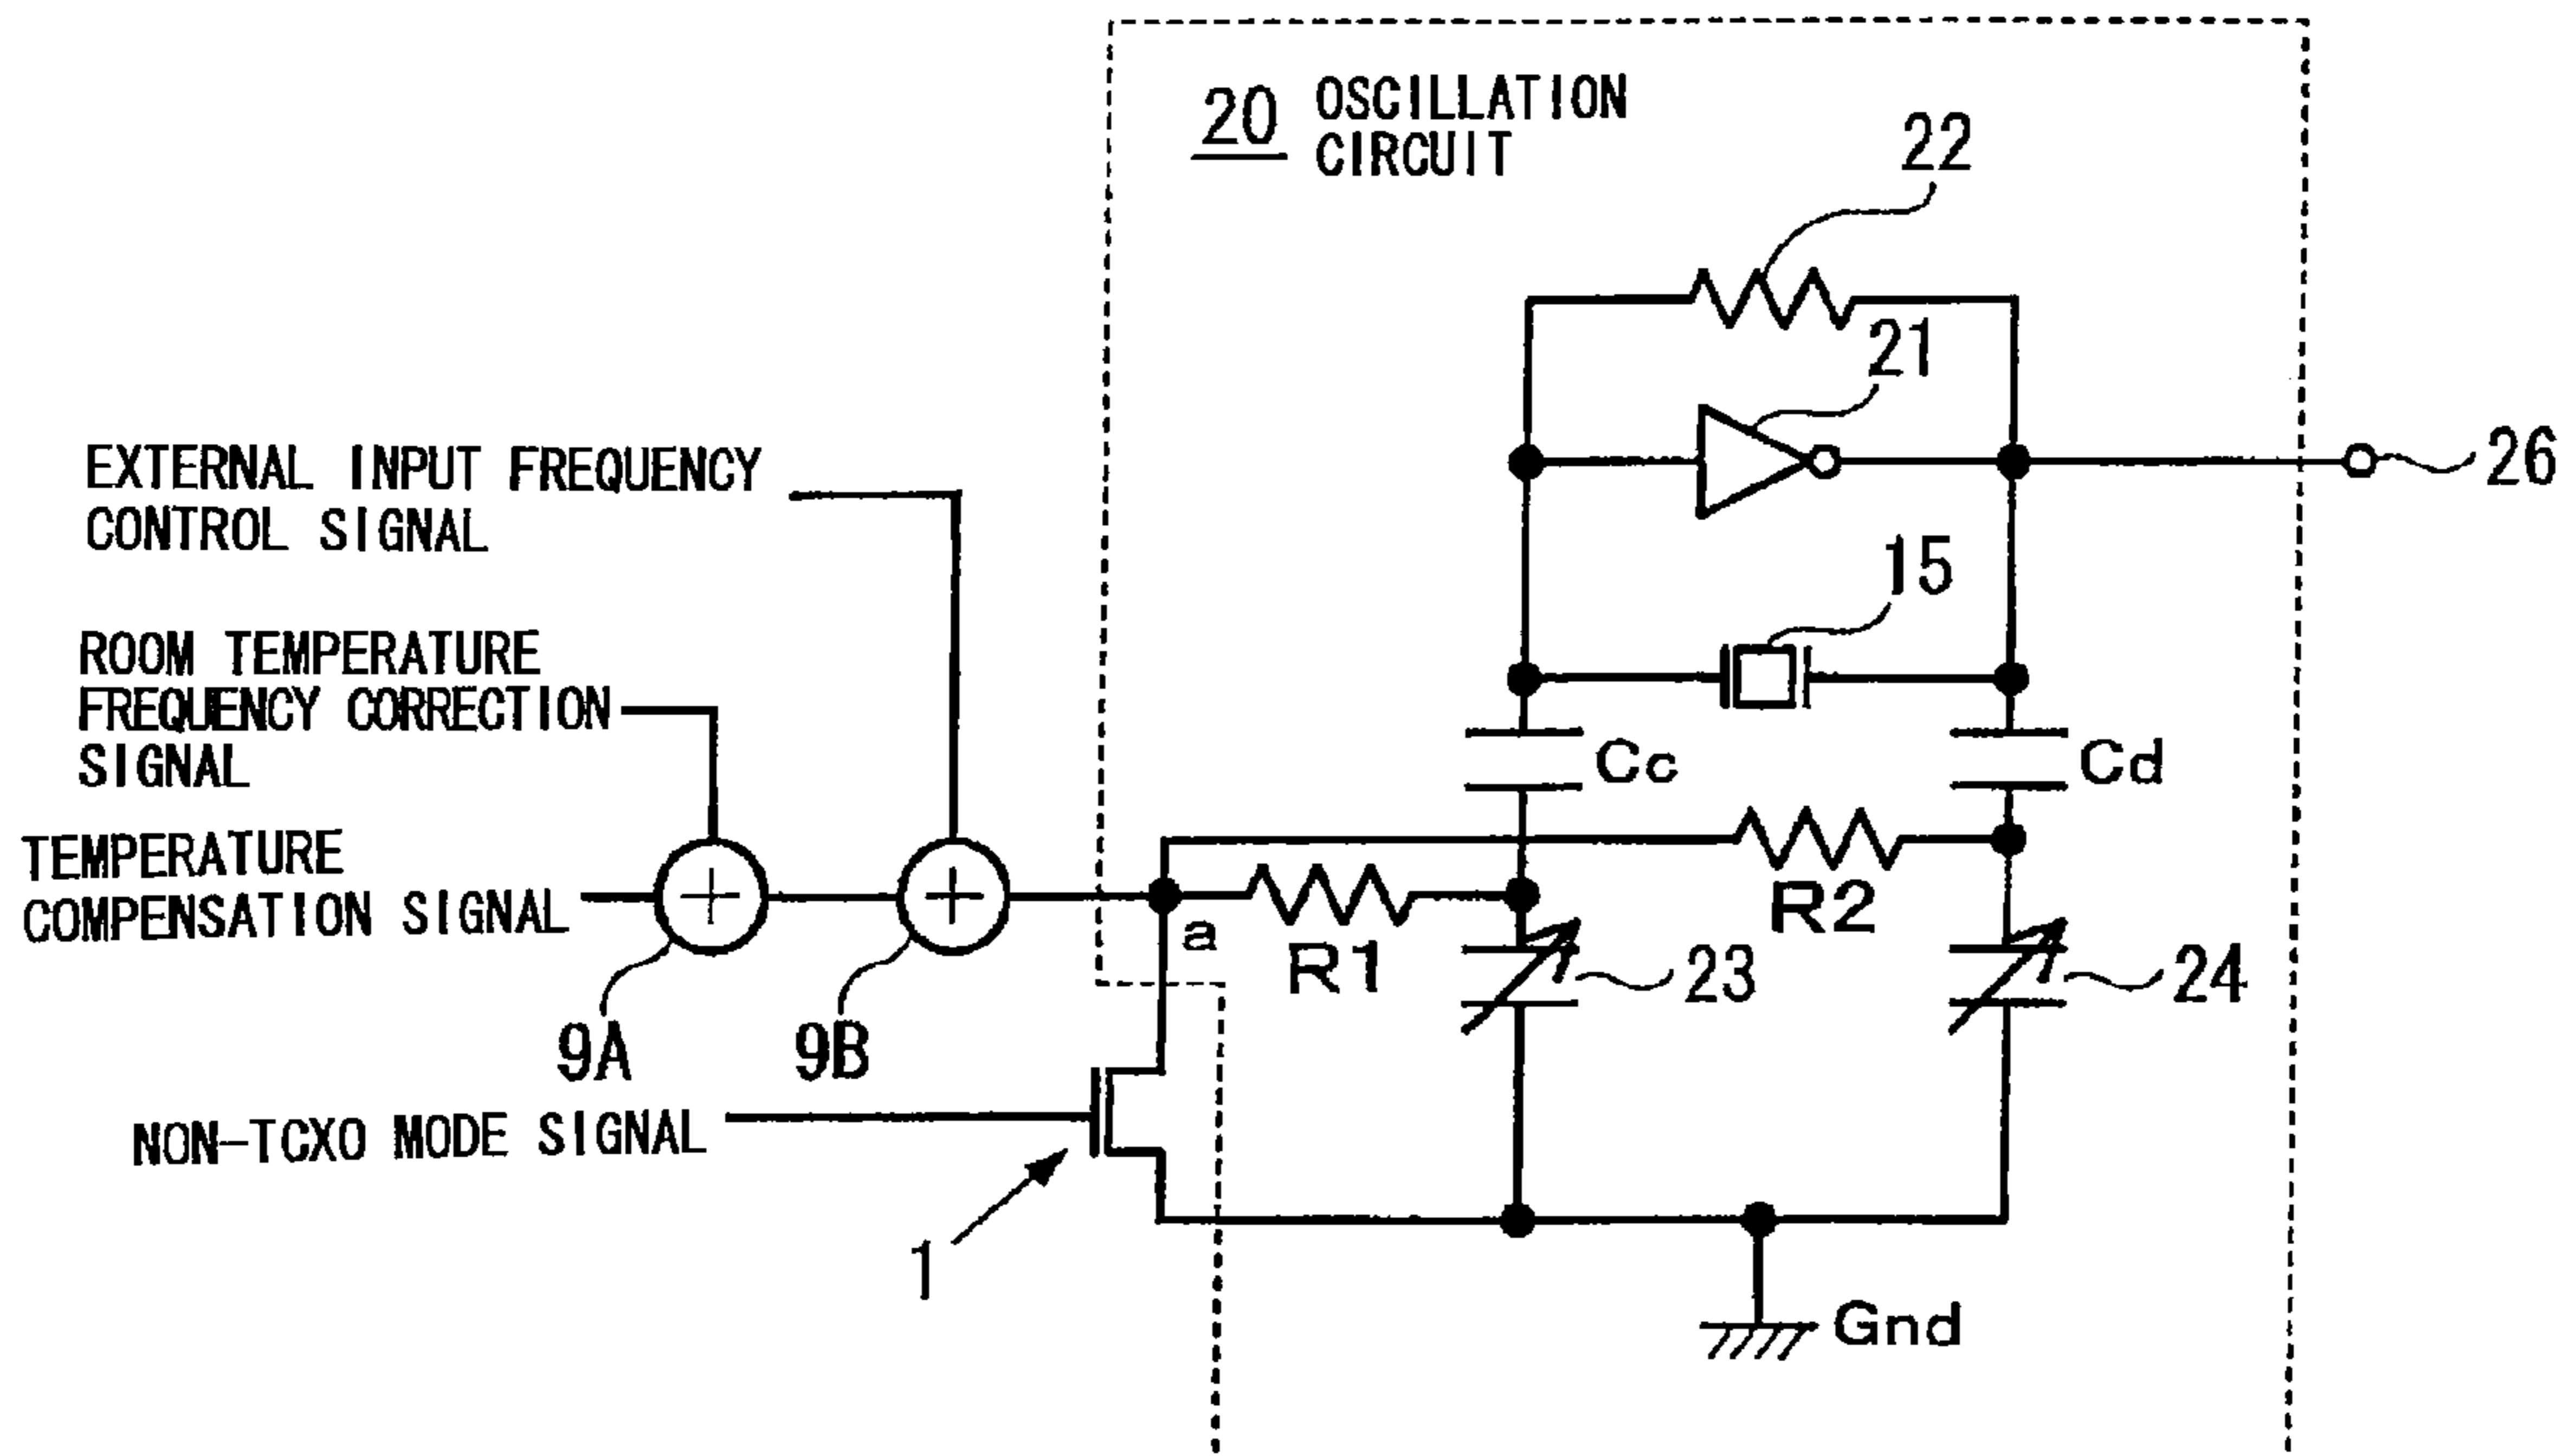 20 OSCILLATION
CIRCUIT
22
21
26
EXTERNAL INPUT FREQUENCY
CONTROL SIGNAL
15
ROOM TEMPERATURE
FREQUENCY CORRECTION
SIGNAL
Cc
Cd
TEMPERATURE
COMPENSATION SIGNAL
a
R1
R2
23
24
9A
9B
NON-TCXO MODE SIGNAL
1
Gnd